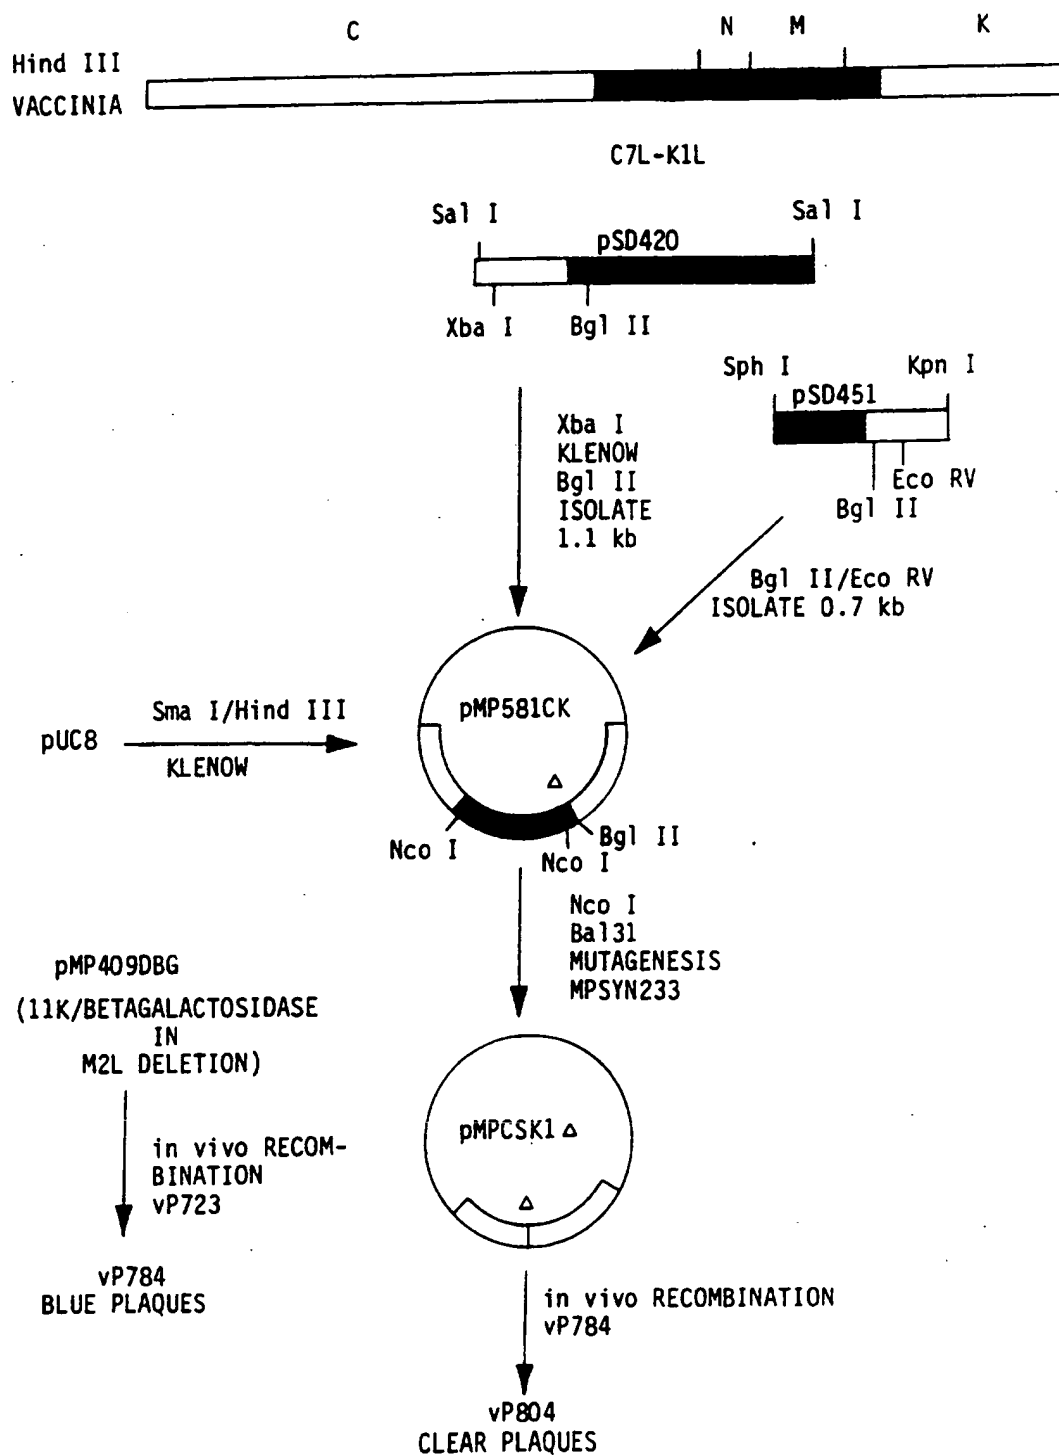 C N M K
Hind III
VACCINIA
C7L-K1L
Sal I Sal I
pSD420
Xba I Bgl II
Sph I Kpn I
pSD451
Eco RV
Bgl II
Xba I
KLENOW
Bgl II
ISOLATE
1.1 kb
Bgl II/Eco RV
ISOLATE 0.7 kb
pUC8
Sma I/Hind III
KLENOW
pMP581CK
Δ
Nco I
Nco I
Bgl II
Nco I
Bal31
MUTAGENESIS
MPSYN233
pMP409DBG
(11K/BETAGALACTOSIDASE
IN
M2L DELETION)
in vivo RECOM-
BINATION
vP723
vP784
BLUE PLAQUES
pMPCSK1 Δ
Δ
in vivo RECOMBINATION
vP784
vP804
CLEAR PLAQUES